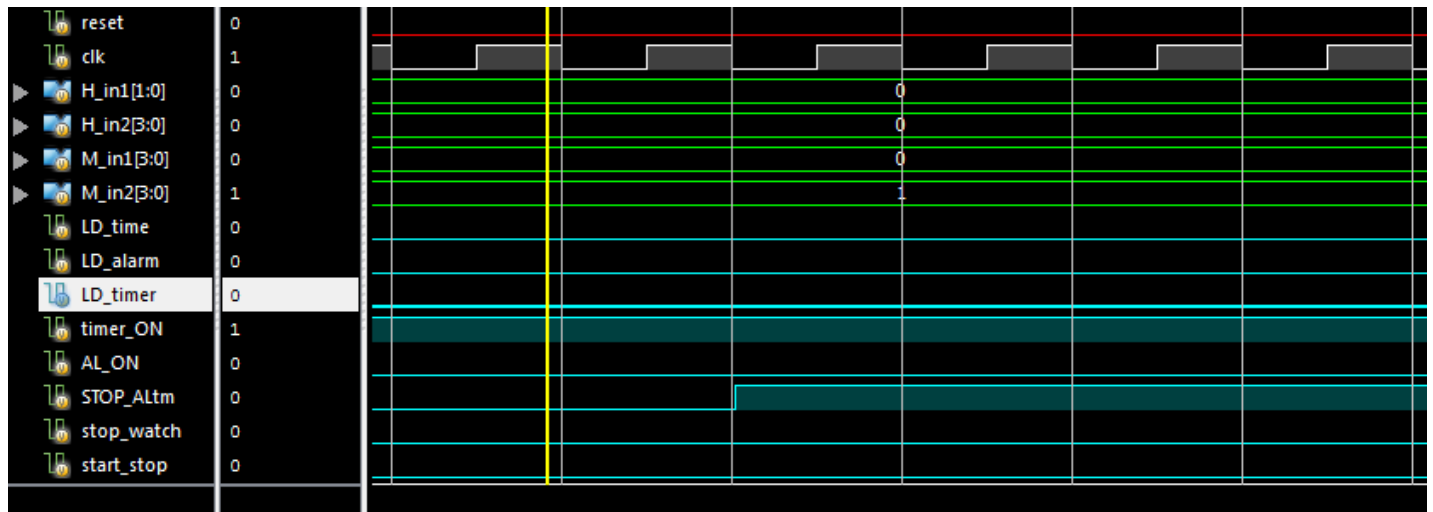 reset 0
clk 1
H_in1[1:0] 0 0
H_in2[3:0] 0 0
M_in1[3:0] 0 0
M_in2[3:0] 1 1
LD_time 0
LD_alarm 0
LD_timer 0
timer_ON 1
AL_ON 0
STOP_ALtm 0
stop_watch 0
start_stop 0